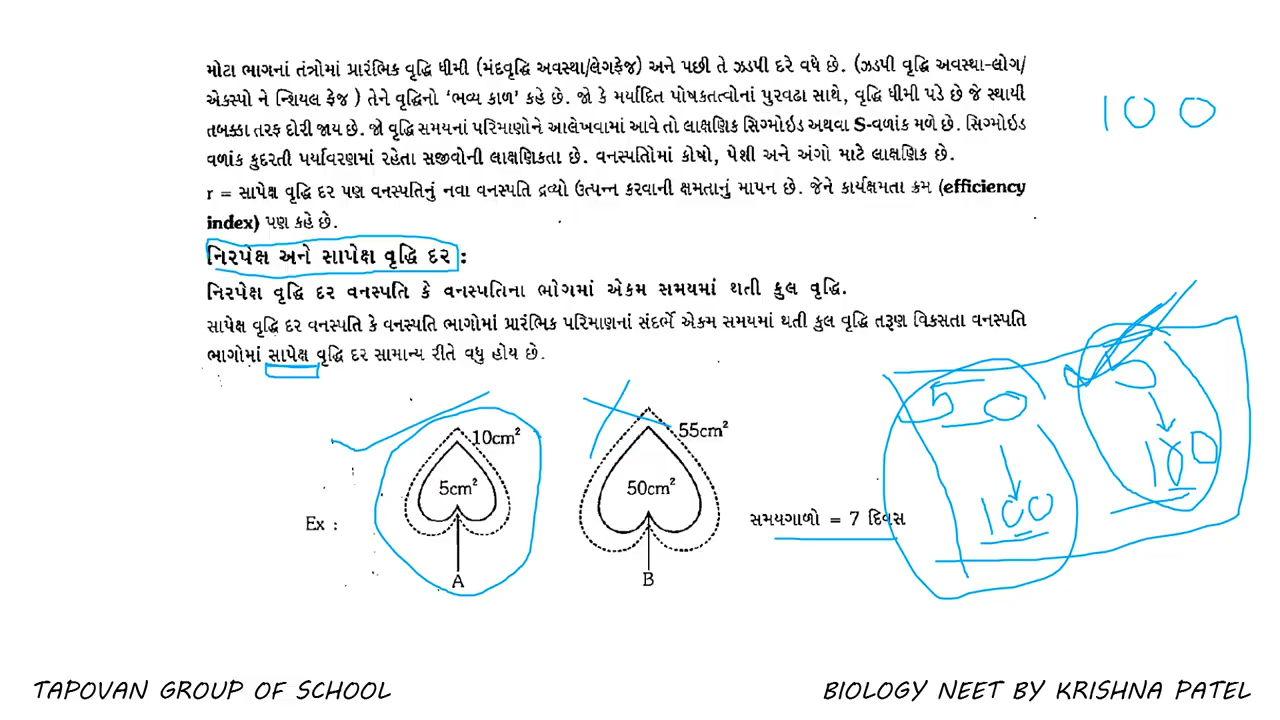 મોટા ભાગનાં તંત્રોમાં પ્રારંભિક વૃદ્ધિ ધીમી (મંદવૃદ્ધિ અવસ્થા/લેગફેજ) અને પછી તે ઝડપી દરે વધે છે. (ઝડપી વૃદ્ધિ અવસ્થા-લોગ/
એક્સ્પો ને ન્શિયલ ફેજ ) તેને વૃદ્ધિનો ‘ભવ્ય કાળ’ કહે છે. જો કે મર્યાદિત પોષકતત્વોનાં પુરવઠા સાથે, વૃદ્ધિ ધીમી પડે છે જે સ્થાયી
તબક્કા તરફ દોરી જાય છે. જો વૃદ્ધિ સમયનાં પરિમાણોને આલેખવામાં આવે તો લાક્ષણિક સિગ્મોઇડ અથવા S-વળાંક મળે છે. સિગ્મોઇડ
વળાંક કુદરતી પર્યાવરણમાં રહેતા સજીવોની લાક્ષણિકતા છે. વનસ્પતિોમાં કોષો, પેશી અને અંગો માટે લાક્ષણિક છે.
r = સાપેક્ષ વૃદ્ધિ દર પણ વનસ્પતિનું નવા વનસ્પતિ દ્રવ્યો ઉત્પન્ન કરવાની ક્ષમતાનું માપન છે. જેને કાર્યક્ષમતા ક્રમ (efficiency
index) પણ કહે છે.
નિરપેક્ષ અને સાપેક્ષ વૃદ્ધિ દર :
નિરપેક્ષ વૃદ્ધિ દર વનસ્પતિ કે વનસ્પતિના ભોગમાં એકમ સમયમાં થતી કુલ વૃદ્ધિ.
સાપેક્ષ વૃદ્ધિ દર વનસ્પતિ કે વનસ્પતિ ભાગોમાં પ્રારંભિક પરિમાણનાં સંદર્ભે એકમ સમયમાં થતી કુલ વૃદ્ધિ તરૂણ વિકસતા વનસ્પતિ
ભાગોમાં સાપેક્ષ વૃદ્ધિ દર સામાન્ય રીતે વધુ હોય છે.
100
50
100
100
10cm²
5cm²
55cm²
50cm²
Ex :
સમયગાળો = 7 દિવસ
A
B
TAPOVAN GROUP OF SCHOOL
BIOLOGY NEET BY KRISHNA PATEL